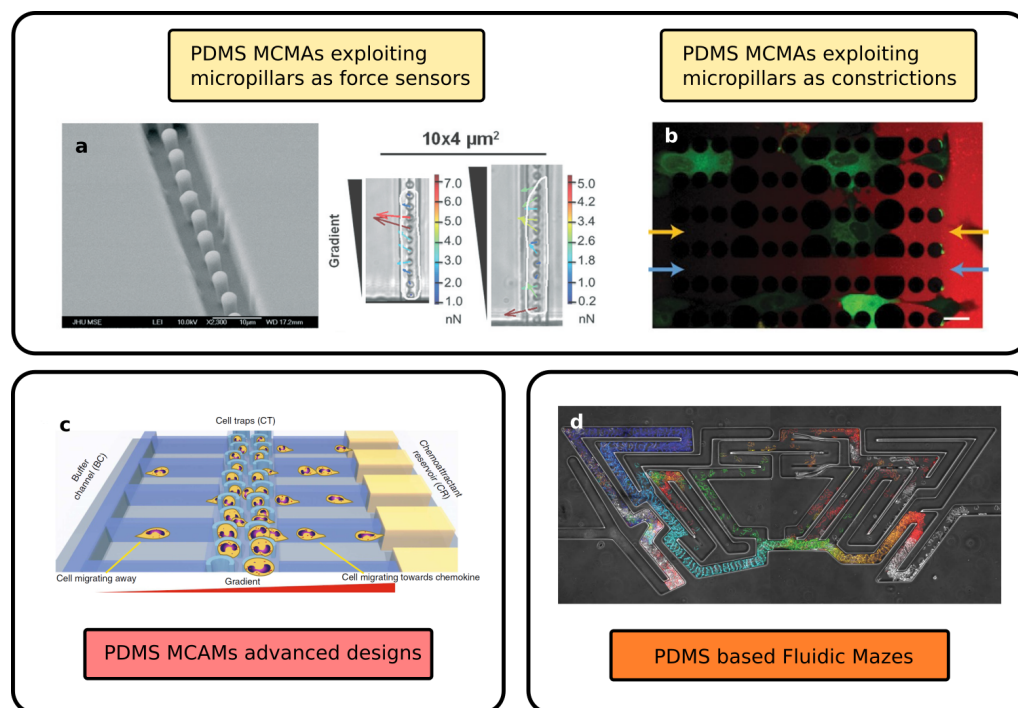 PDMS MCMAs exploiting
micropillars as force sensors
PDMS MCMAs exploiting
micropillars as constrictions
a
JHU MSE LEI 10.0kV X2,300 10µm WD 17.2mm
10x4 µm²
Gradient
7.0
6.0
5.0
4.0
3.0
2.0
1.0
nN
5.0
4.2
3.4
2.6
1.8
1.0
0.2
nN
b
c
Cell traps (CT)
Buffer
channel (BC)
Chemoattractant
reservoir (CR)
Cell migrating away
Gradient
Cell migrating towards chemokine
PDMS MCAMs advanced designs
d
PDMS based Fluidic Mazes